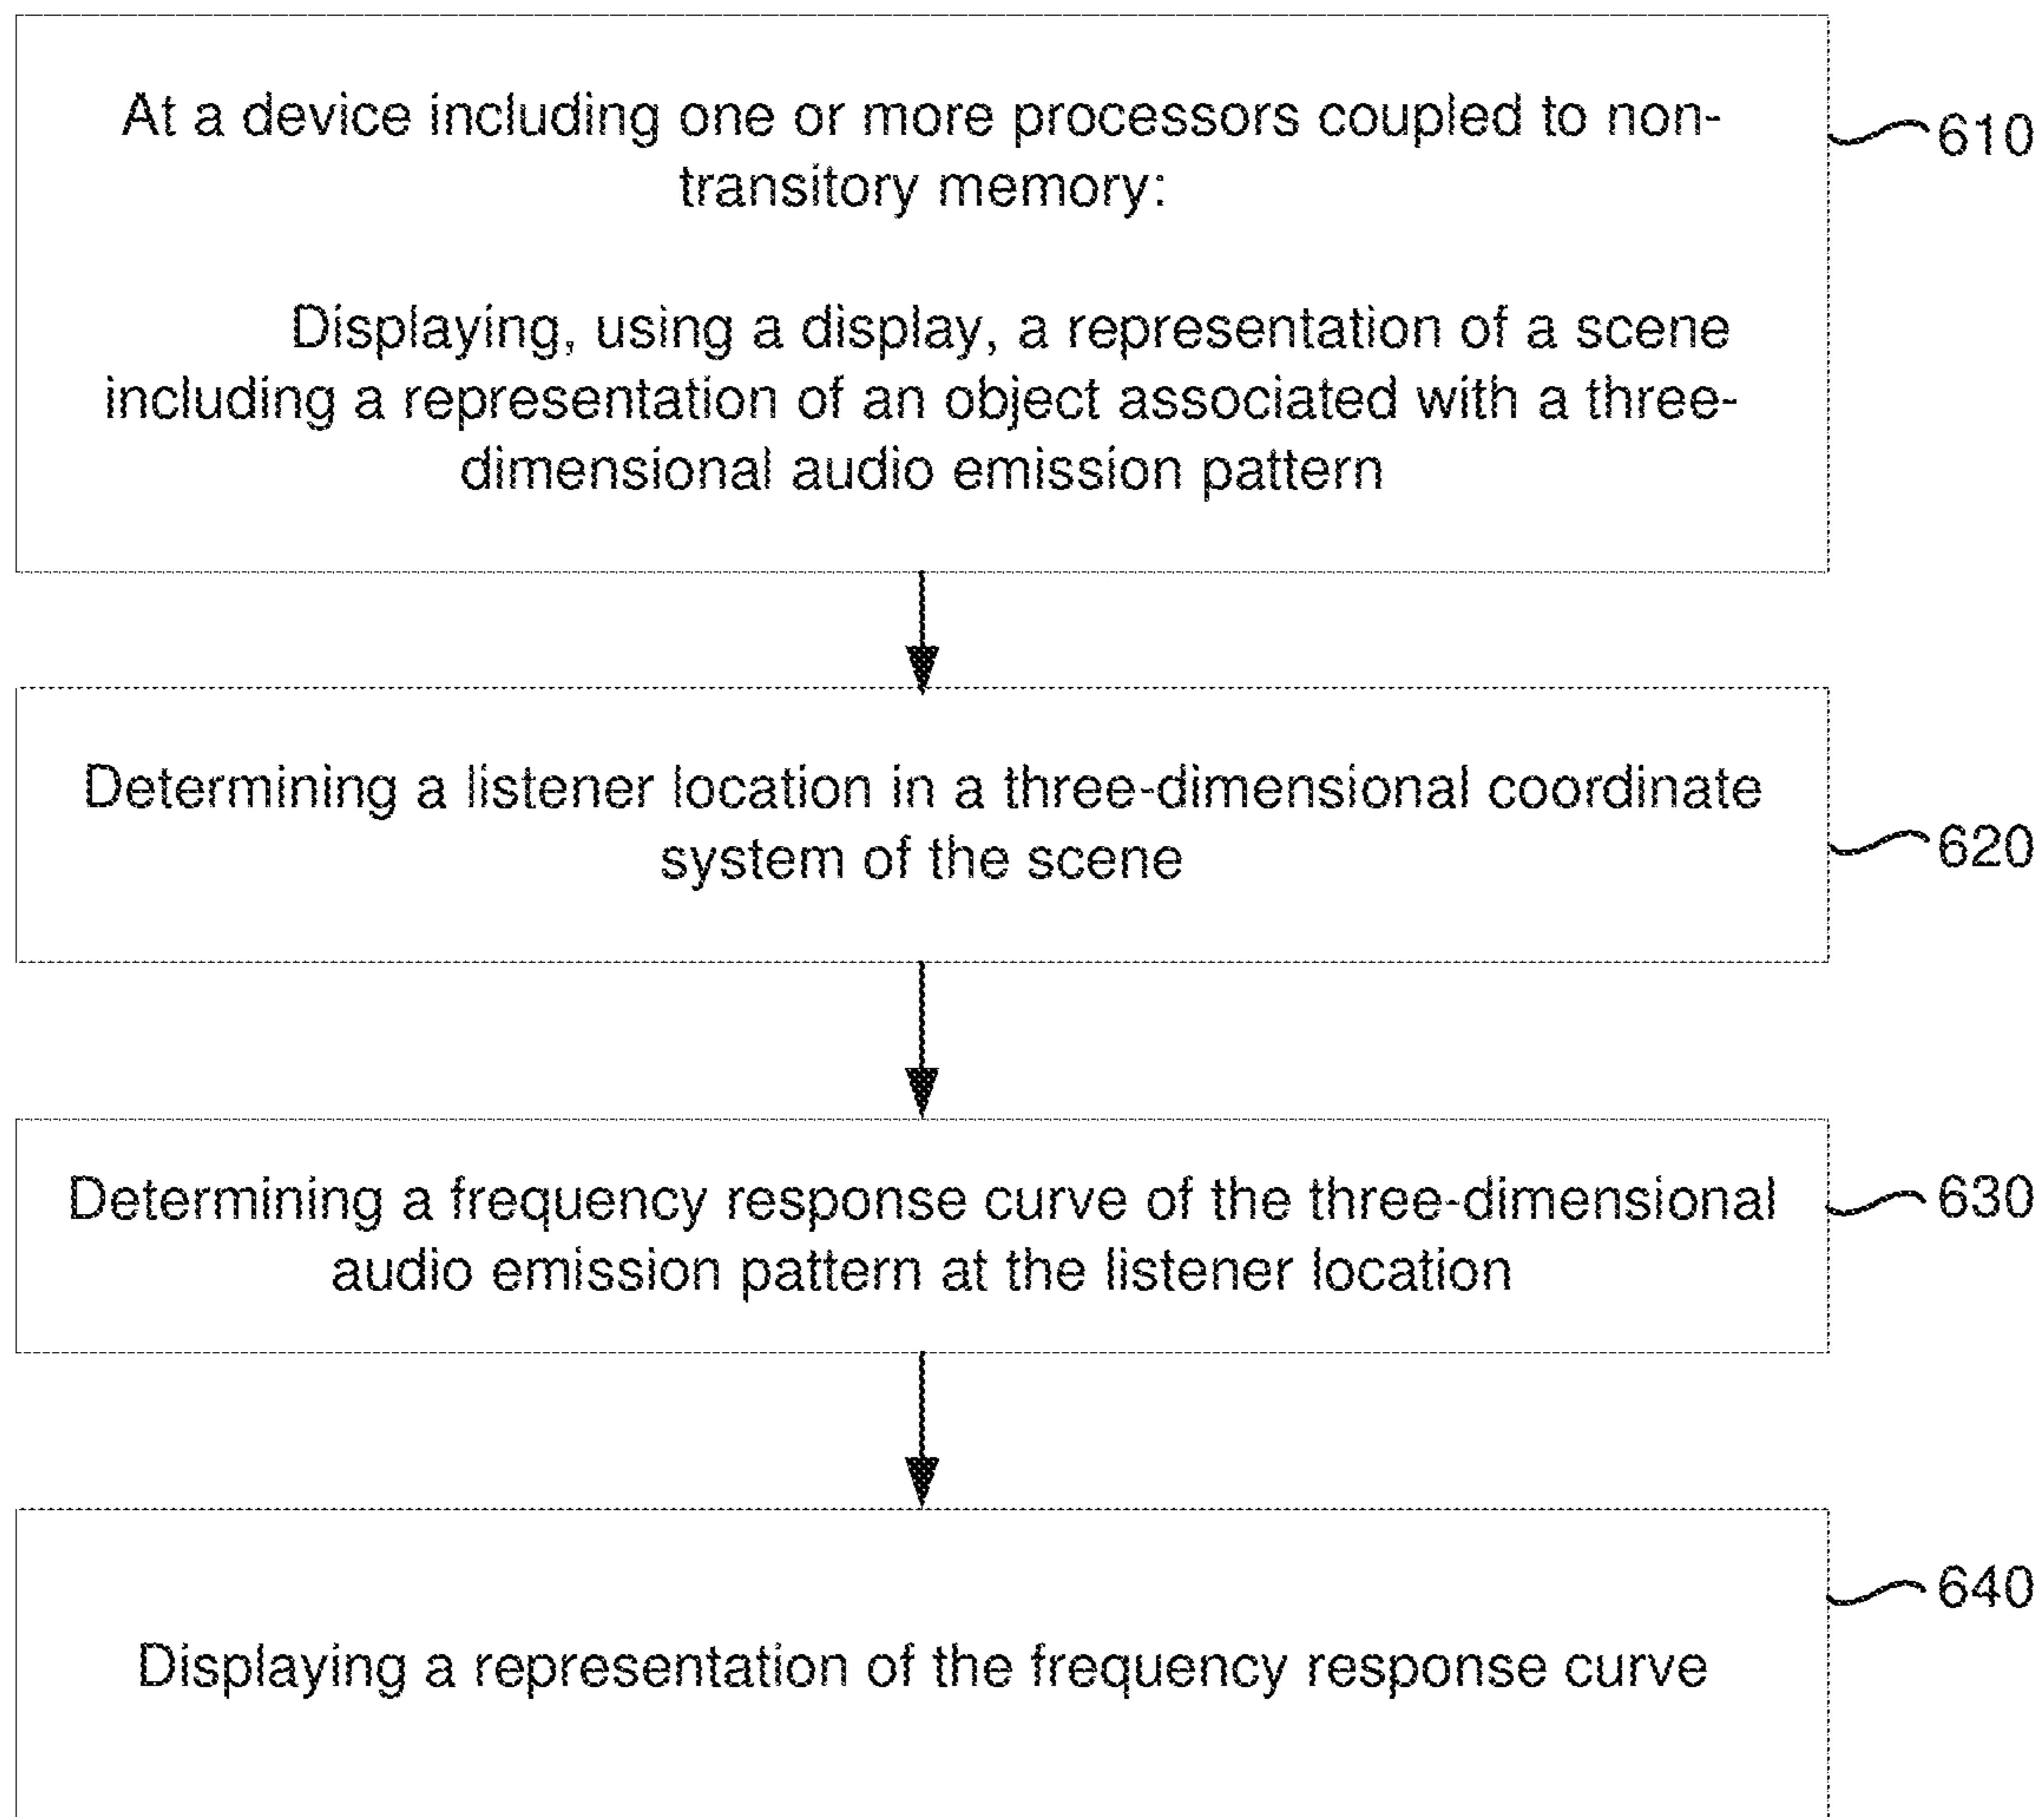 At a device including one or more processors coupled to non-
transitory memory:
610
Displaying, using a display, a representation of a scene
including a representation of an object associated with a three-
dimensional audio emission pattern
Determining a listener location in a three-dimensional coordinate
system of the scene
620
Determining a frequency response curve of the three-dimensional
audio emission pattern at the listener location
630
Displaying a representation of the frequency response curve
640